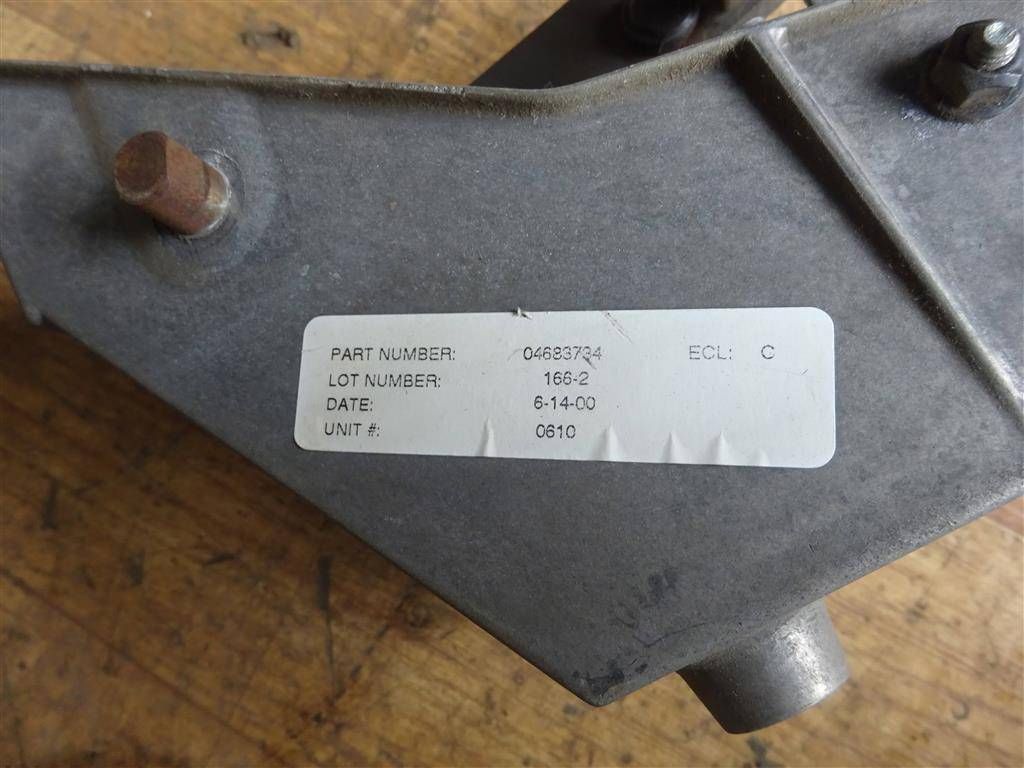 PART NUMBER: 04683734 ECL: C
LOT NUMBER: 166-2
DATE: 6-14-00
UNIT #: 0610